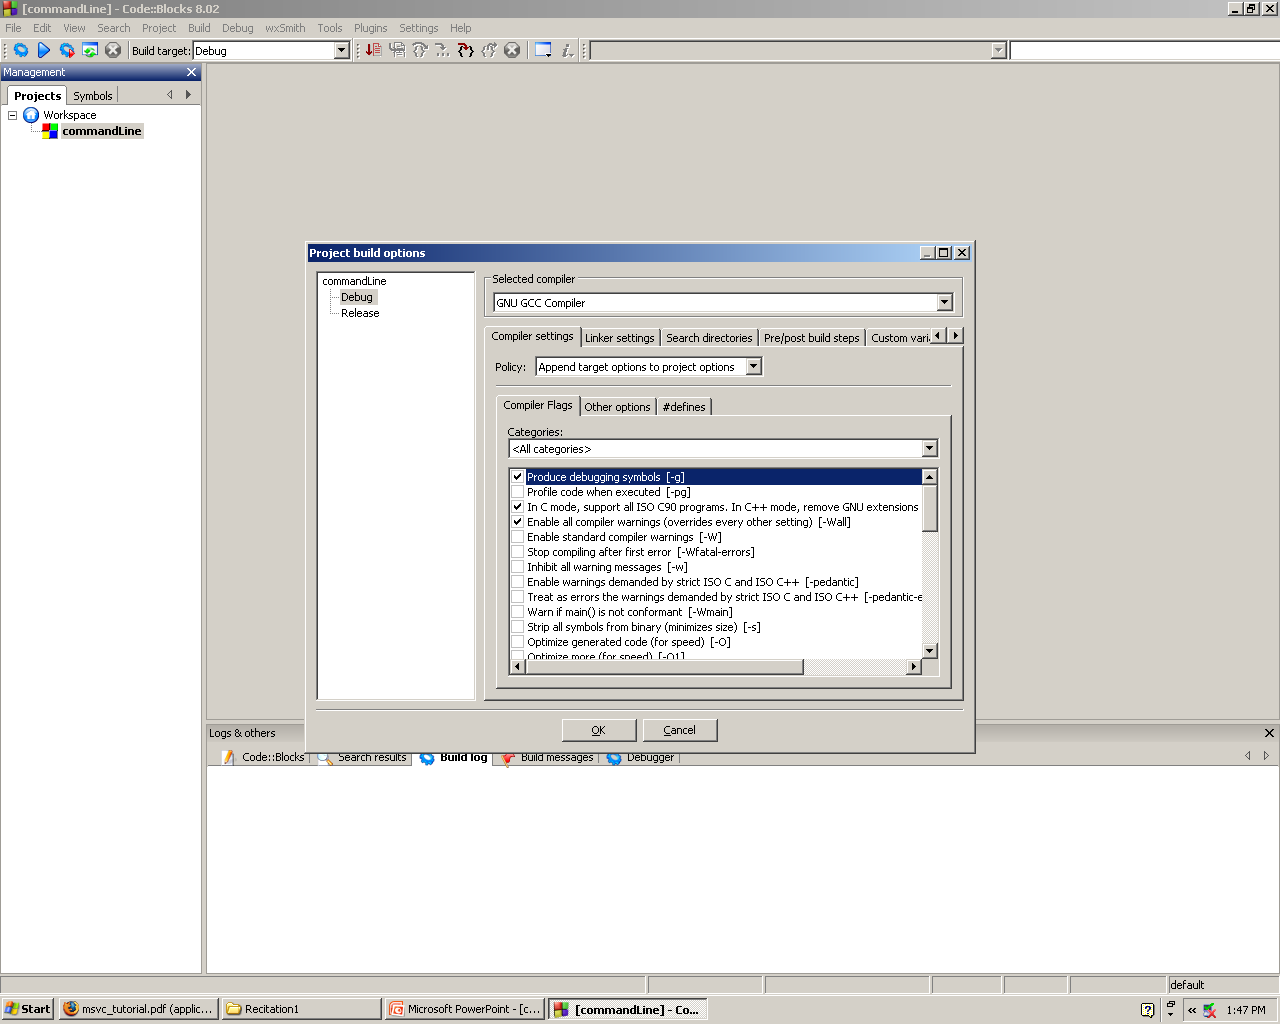 [commandLine] - Code::Blocks 8.02
File Edit View Search Project Build Debug wxSmith Tools Plugins Settings Help
Build target: Debug
Management
Projects Symbols
Workspace
commandLine
Project build options
commandLine
Debug
Release
Selected compiler
GNU GCC Compiler
Compiler settings Linker settings Search directories Pre/post build steps Custom vari
Policy: Append target options to project options
Compiler Flags Other options #defines
Categories:
<All categories>
Produce debugging symbols [-g]
Profile code when executed [-pg]
In C mode, support all ISO C90 programs. In C++ mode, remove GNU extensions
Enable all compiler warnings (overrides every other setting) [-Wall]
Enable standard compiler warnings [-W]
Stop compiling after first error [-Wfatal-errors]
Inhibit all warning messages [-w]
Enable warnings demanded by strict ISO C and ISO C++ [-pedantic]
Treat as errors the warnings demanded by strict ISO C and ISO C++ [-pedantic-e
Warn if main() is not conformant [-Wmain]
Strip all symbols from binary (minimizes size) [-s]
Optimize generated code (for speed) [-O]
Optimize more (for speed) [-O1]
OK Cancel
Logs & others
Code::Blocks Search results Build log Build messages Debugger
default
Start msvc_tutorial.pdf (applic... Recitation1 Microsoft PowerPoint - [c... [commandLine] - Co... 1:47 PM